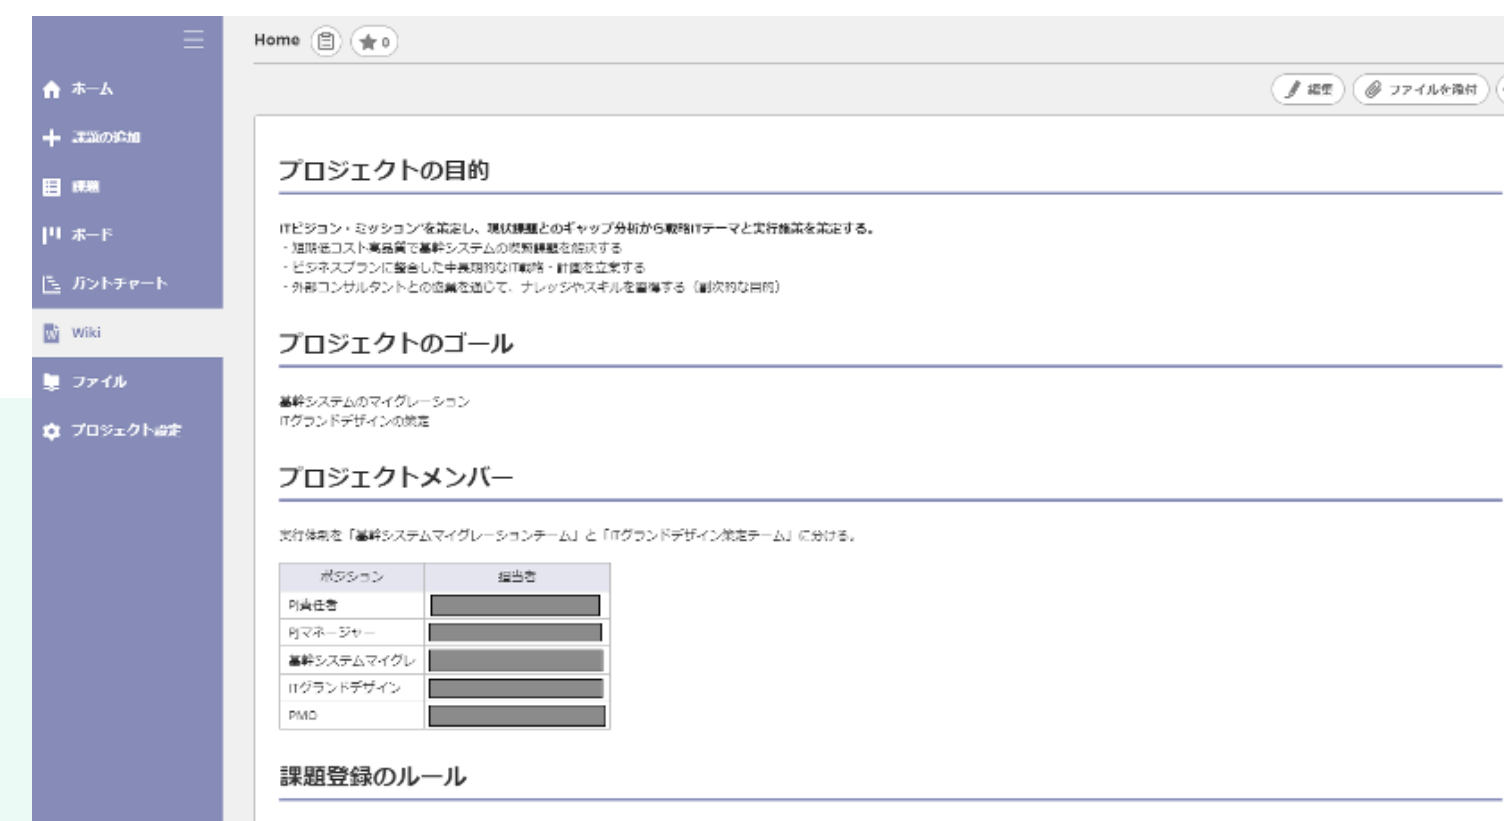 Home
0
ホーム
課題の追加
課題
ボード
ガントチャート
Wiki
ファイル
プロジェクト設定
編集
ファイルを添付
プロジェクトの目的
ITビジョン・ミッション"を策定し、現状課題とのギャップ分析から戦略ITテーマと実行施策を策定する。
・短期低コスト高品質で基幹システムの喫緊課題を解決する
・ビジネスプランに整合した中長期的なIT戦略・計画を立案する
・外部コンサルタントとの協業を通じて、ナレッジやスキルを習得する（副次的な目的）
プロジェクトのゴール
基幹システムのマイグレーション
ITグランドデザインの策定
プロジェクトメンバー
実行体制を「基幹システムマイグレーションチーム」と「ITグランドデザイン策定チーム」に分ける。
ポジション 担当者
PJ責任者
PJマネージャー
基幹システムマイグレ
ITグランドデザイン
PMO
課題登録のルール